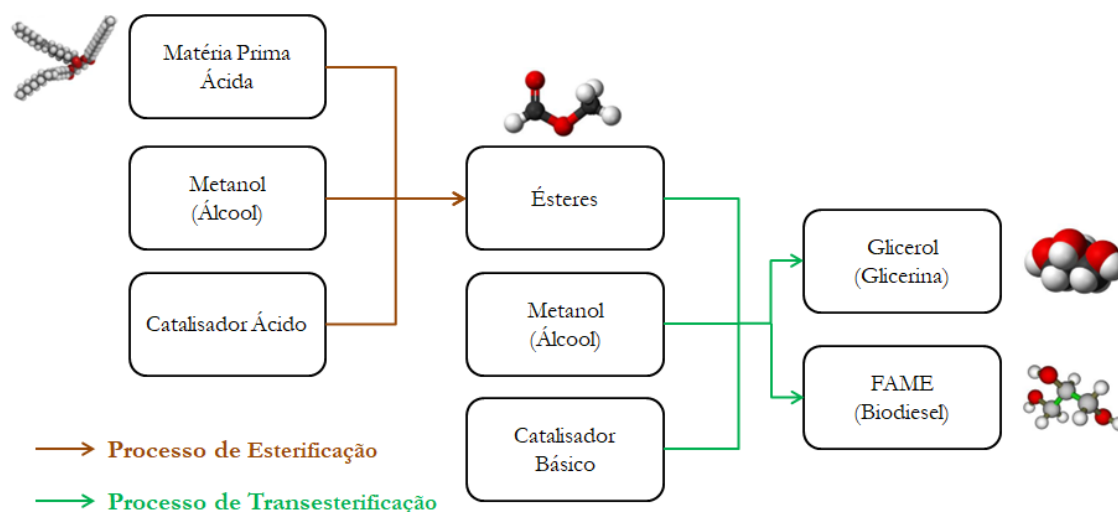 Matéria Prima
Ácida
Metanol
(Álcool)
Catalisador Ácido
Ésteres
Metanol
(Álcool)
Catalisador
Básico
Glicerol
(Glicerina)
FAME
(Biodiesel)
Processo de Esterificação
Processo de Transesterificação